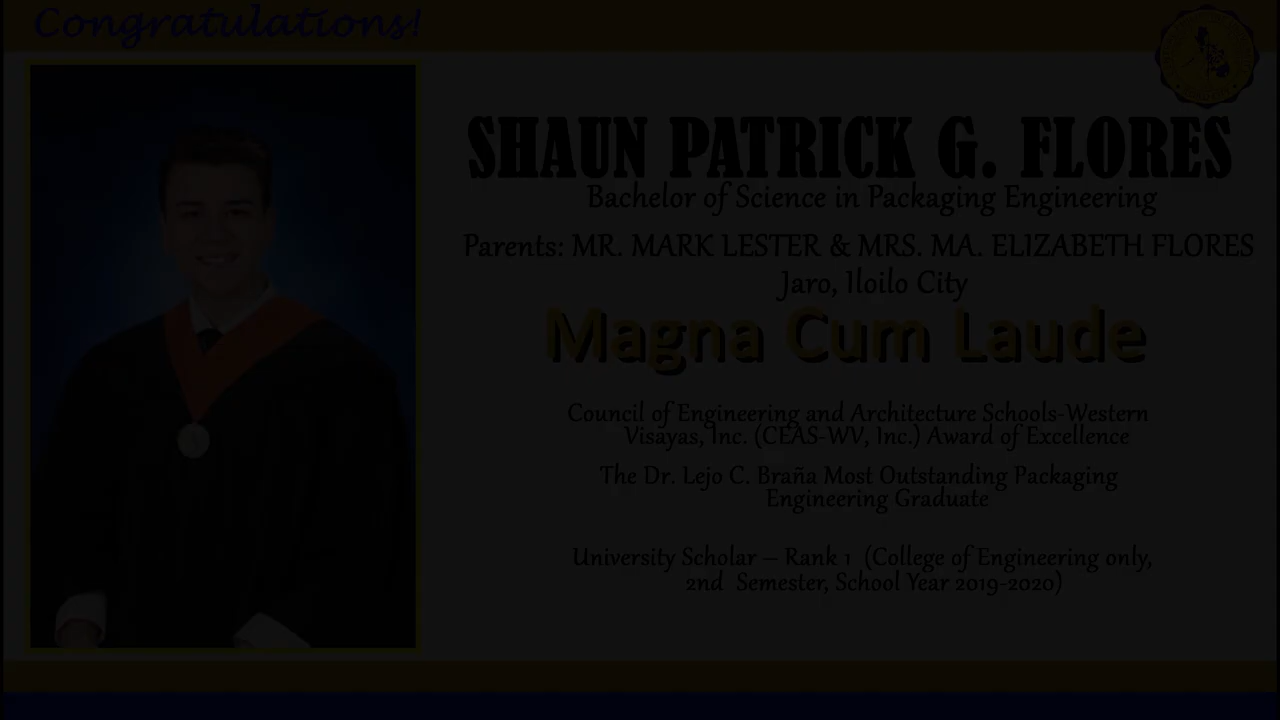 Congratulations!
SHAUN PATRICK G. FLORES
Bachelor of Science in Packaging Engineering
Parents: MR. MARK LESTER & MRS. MA. ELIZABETH FLORES
Jaro, Iloilo City
Magna Cum Laude
Council of Engineering and Architecture Schools-Western
Visayas, Inc. (CEAS-WV, Inc.) Award of Excellence
The Dr. Lejo C. Braña Most Outstanding Packaging
Engineering Graduate
University Scholar – Rank 1 (College of Engineering only,
2nd Semester, School Year 2019-2020)